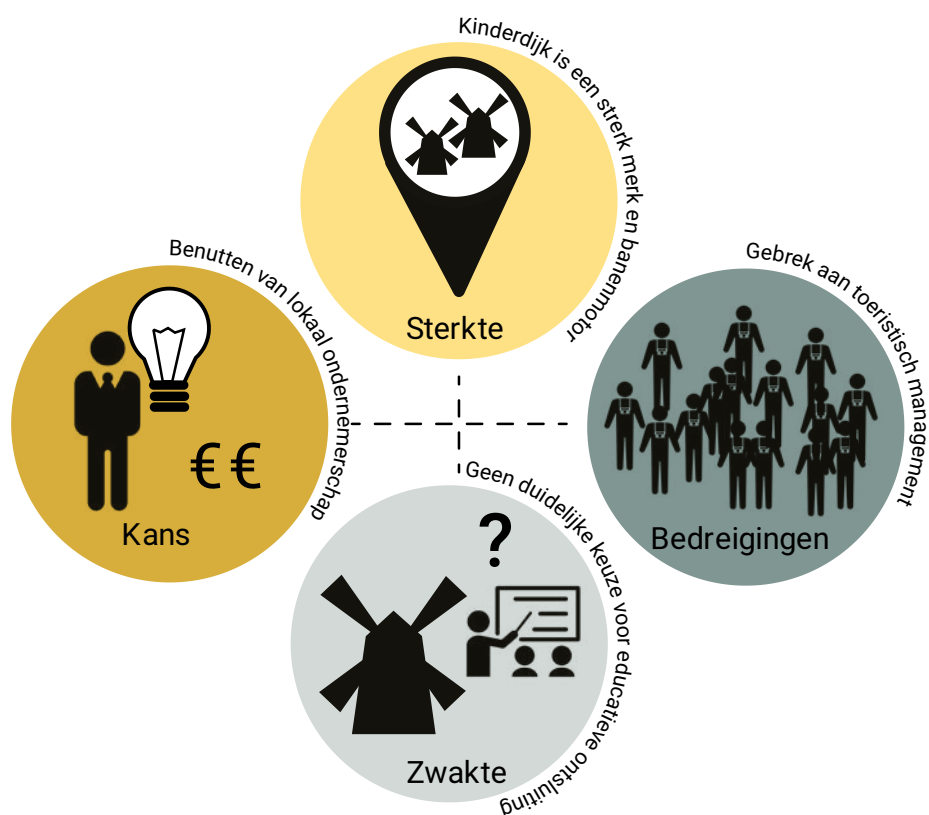 Kinderdijk is een strerk merk en banenmotor
Sterkte
Benutten van lokaal ondernemerschap
€ €
Kans
Gebrek aan toeristisch management
Bedreigingen
Geen duidelijke keuze voor educatieve ontsluiting
?
Zwakte